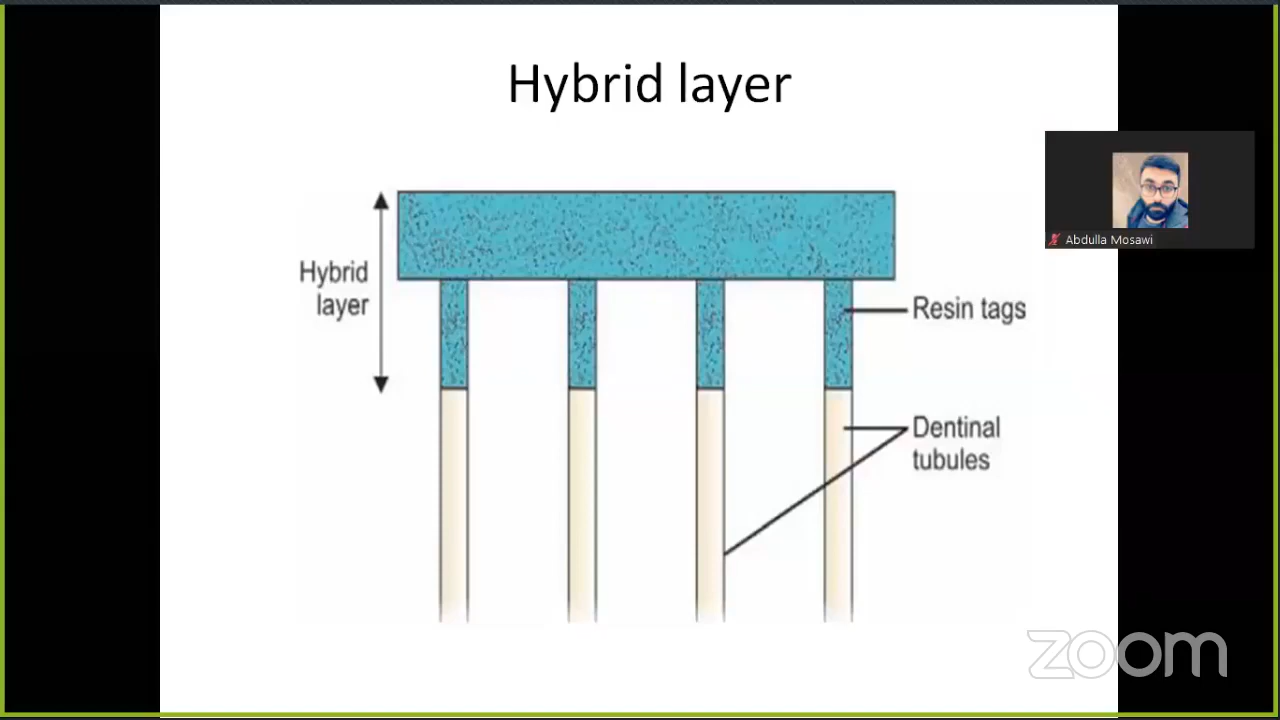 Hybrid layer
Hybrid
layer
Resin tags
Dentinal
tubules
Abdulla Mosawi
zoom